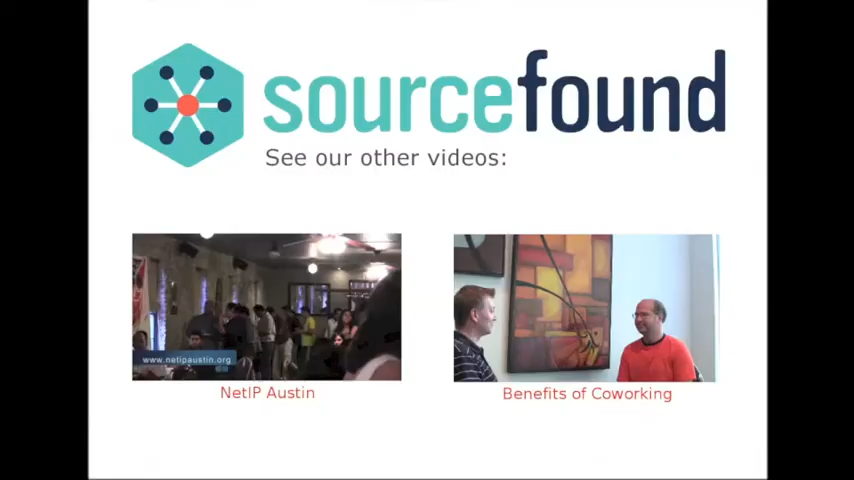 sourcefound
See our other videos:
www.netipaustin.org
NetIP Austin
Benefits of Coworking